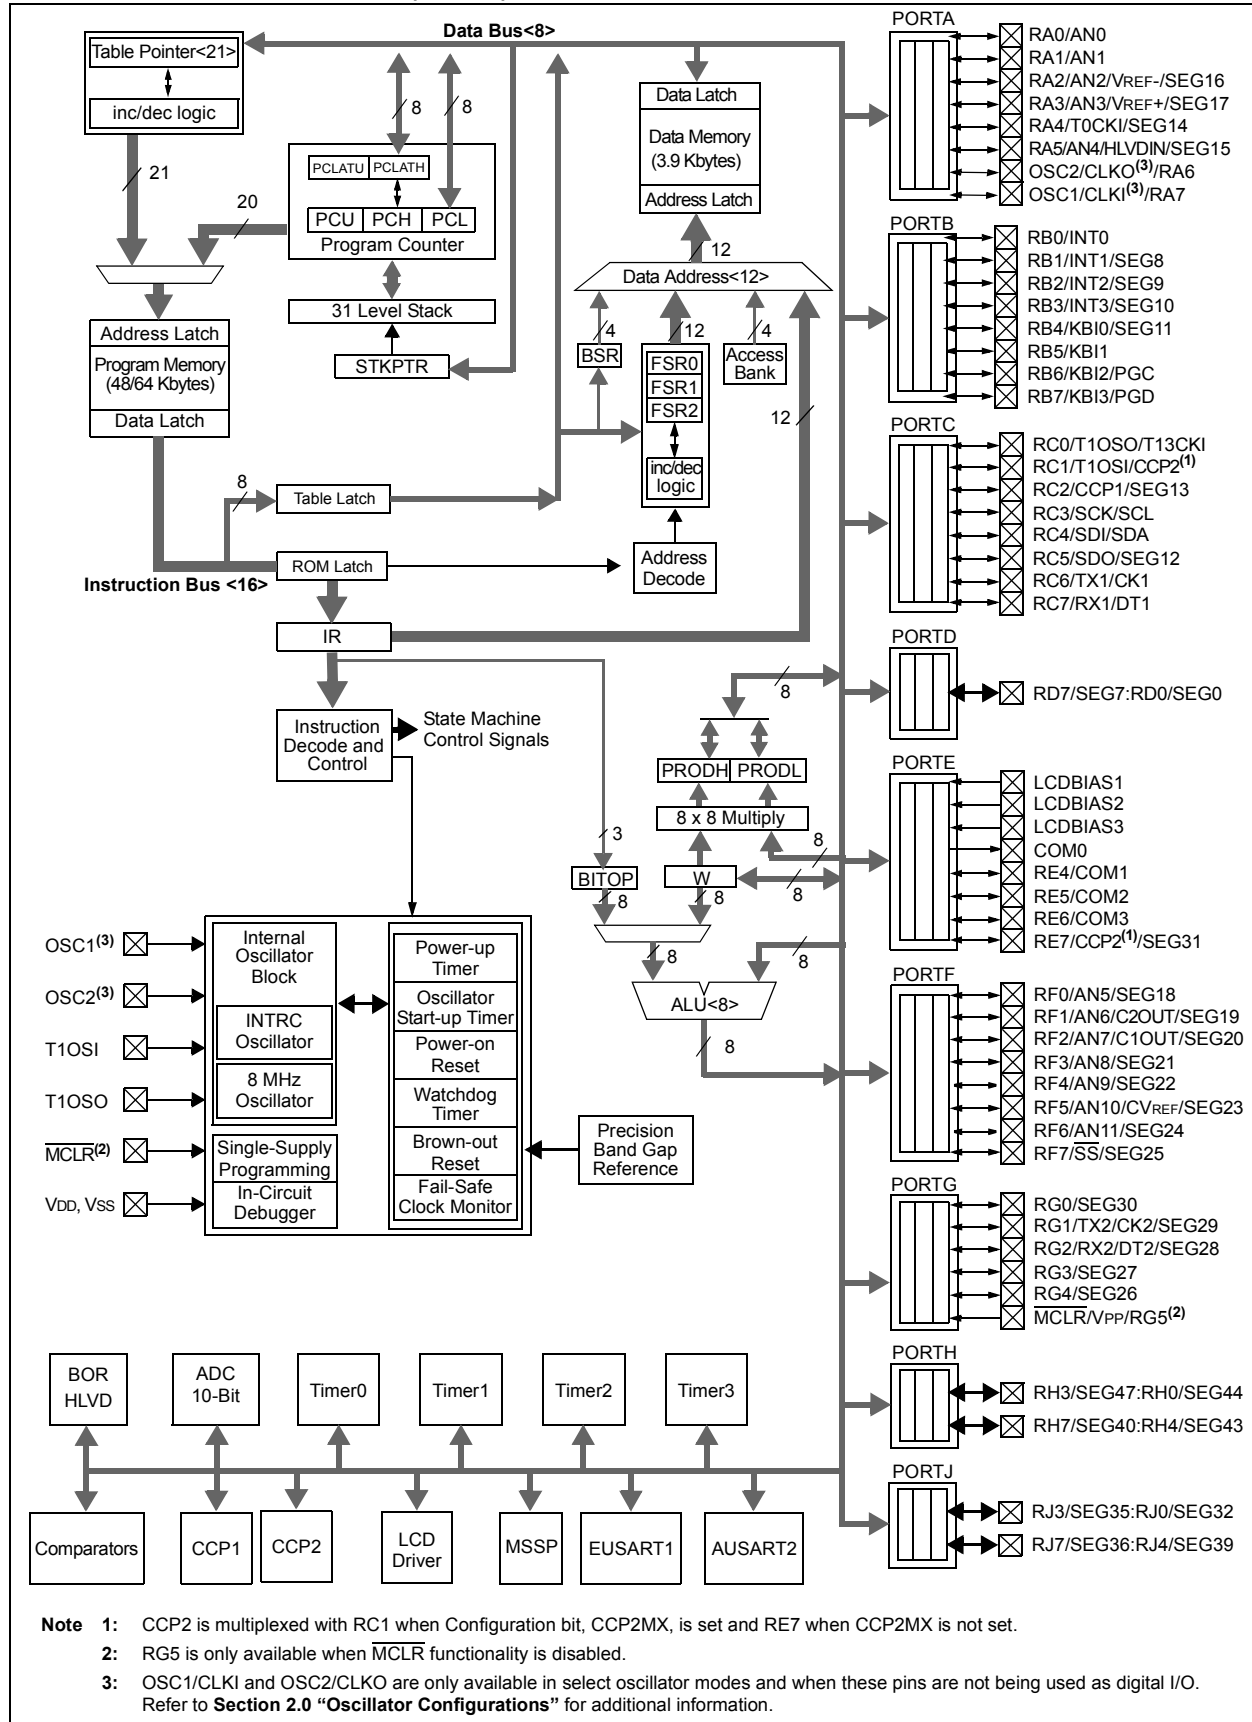 Data Bus<8>
Table Pointer<21>
inc/dec logic
21
20
8
8
PCLATU PCLATH
PCU PCH PCL
Program Counter
31 Level Stack
STKPTR
Address Latch
Program Memory
(48/64 Kbytes)
Data Latch
8
Table Latch
ROM Latch
Instruction Bus <16>
IR
Data Latch
Data Memory
(3.9 Kbytes)
Address Latch
12
Data Address<12>
4
12
4
BSR
FSR0
FSR1
FSR2
inc/dec
logic
Access
Bank
12
Address
Decode
Instruction
Decode and
Control
State Machine
Control Signals
8
PRODH PRODL
8 x 8 Multiply
3
8
BITOP
W
8
8
8
8
8
ALU<8>
8
OSC1(3)
OSC2(3)
T1OSI
T1OSO
MCLR(2)
VDD, VSS
Internal
Oscillator
Block
INTRC
Oscillator
8 MHz
Oscillator
Single-Supply
Programming
In-Circuit
Debugger
Power-up
Timer
Oscillator
Start-up Timer
Power-on
Reset
Watchdog
Timer
Brown-out
Reset
Fail-Safe
Clock Monitor
Precision
Band Gap
Reference
BOR
HLVD
ADC
10-Bit
Timer0
Timer1
Timer2
Timer3
Comparators
CCP1
CCP2
LCD
Driver
MSSP
EUSART1
AUSART2
PORTA
RA0/AN0
RA1/AN1
RA2/AN2/VREF-/SEG16
RA3/AN3/VREF+/SEG17
RA4/T0CKI/SEG14
RA5/AN4/HLVDIN/SEG15
OSC2/CLKO(3)/RA6
OSC1/CLKI(3)/RA7
PORTB
RB0/INT0
RB1/INT1/SEG8
RB2/INT2/SEG9
RB3/INT3/SEG10
RB4/KBI0/SEG11
RB5/KBI1
RB6/KBI2/PGC
RB7/KBI3/PGD
PORTC
RC0/T1OSO/T13CKI
RC1/T1OSI/CCP2(1)
RC2/CCP1/SEG13
RC3/SCK/SCL
RC4/SDI/SDA
RC5/SDO/SEG12
RC6/TX1/CK1
RC7/RX1/DT1
PORTD
RD7/SEG7:RD0/SEG0
PORTE
LCDBIAS1
LCDBIAS2
LCDBIAS3
COM0
RE4/COM1
RE5/COM2
RE6/COM3
RE7/CCP2(1)/SEG31
PORTF
RF0/AN5/SEG18
RF1/AN6/C2OUT/SEG19
RF2/AN7/C1OUT/SEG20
RF3/AN8/SEG21
RF4/AN9/SEG22
RF5/AN10/CVREF/SEG23
RF6/AN11/SEG24
RF7/SS/SEG25
PORTG
RG0/SEG30
RG1/TX2/CK2/SEG29
RG2/RX2/DT2/SEG28
RG3/SEG27
RG4/SEG26
MCLR/VPP/RG5(2)
PORTH
RH3/SEG47:RH0/SEG44
RH7/SEG40:RH4/SEG43
PORTJ
RJ3/SEG35:RJ0/SEG32
RJ7/SEG36:RJ4/SEG39
Note 1: CCP2 is multiplexed with RC1 when Configuration bit, CCP2MX, is set and RE7 when CCP2MX is not set.
2: RG5 is only available when MCLR functionality is disabled.
3: OSC1/CLKI and OSC2/CLKO are only available in select oscillator modes and when these pins are not being used as digital I/O.
Refer to Section 2.0 “Oscillator Configurations” for additional information.